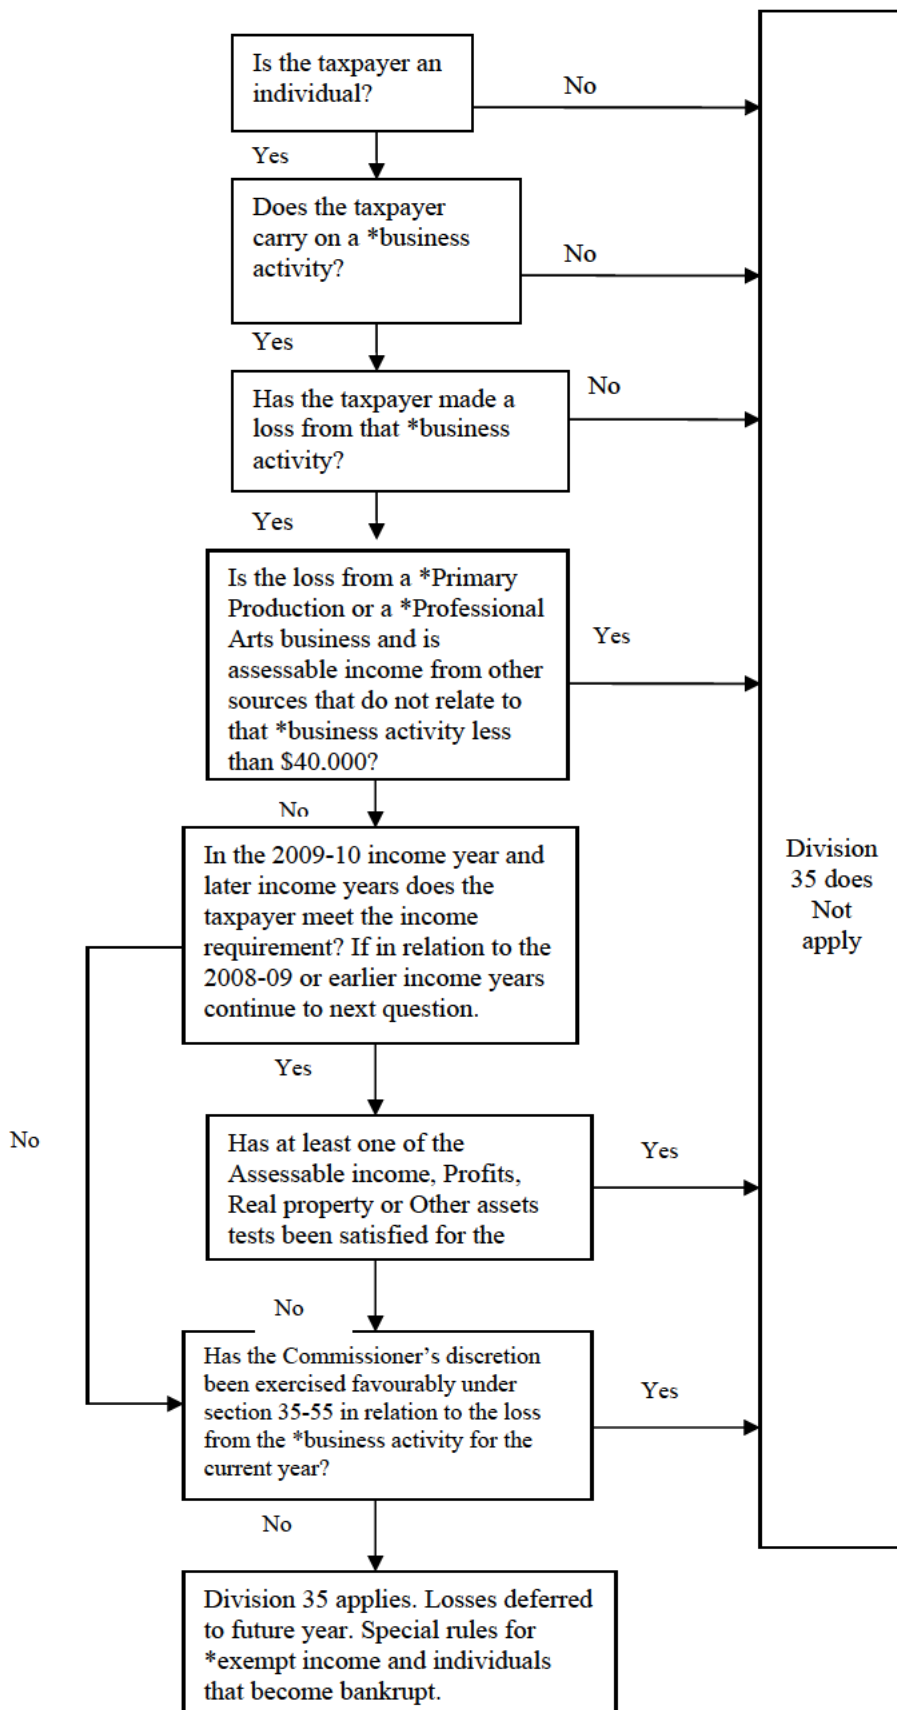 Is the taxpayer an
individual?
No
Yes
Does the taxpayer
carry on a *business
activity?
No
Yes
Has the taxpayer made a
loss from that *business
activity?
No
Yes
Is the loss from a *Primary
Production or a *Professional
Arts business and is
assessable income from other
sources that do not relate to
that *business activity less
than $40.000?
Yes
No
In the 2009-10 income year and
later income years does the
taxpayer meet the income
requirement? If in relation to the
2008-09 or earlier income years
continue to next question.
Division
35 does
Not
apply
Yes
No
Has at least one of the
Assessable income, Profits,
Real property or Other assets
tests been satisfied for the
Yes
No
Has the Commissioner's discretion
been exercised favourably under
section 35-55 in relation to the loss
from the *business activity for the
current year?
Yes
No
Division 35 applies. Losses deferred
to future year. Special rules for
*exempt income and individuals
that become bankrupt.